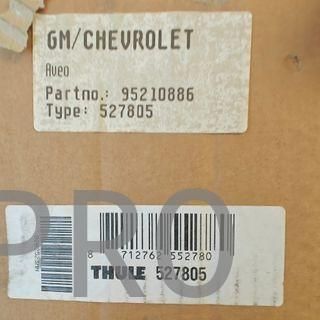 GM/CHEVROLET
Aveo
Partno.: 95210886
Type: 527805
PRO
8 712762 552780
THULE 527805